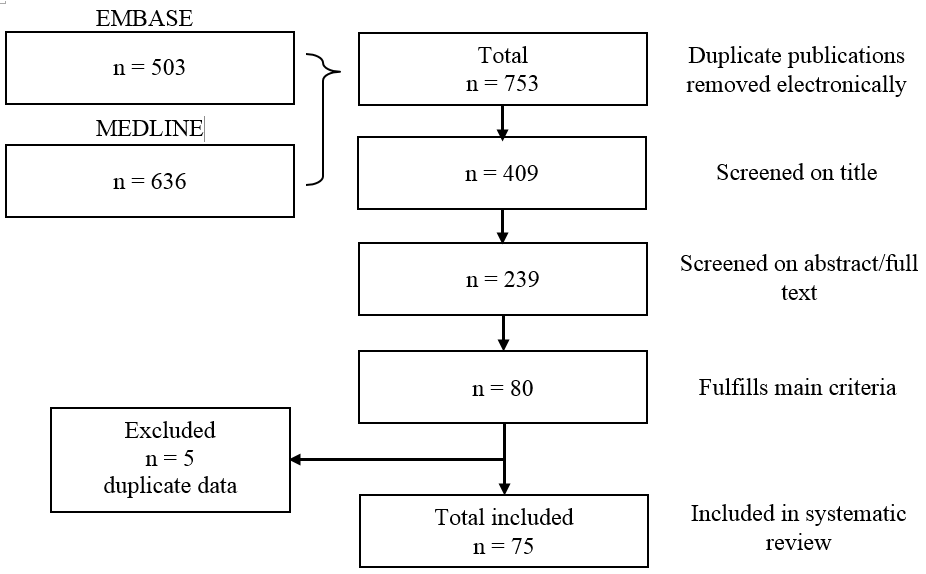 EMBASE
n = 503
MEDLINE
n = 636
Total
n = 753
Duplicate publications
removed electronically
n = 409
Screened on title
n = 239
Screened on abstract/full
text
n = 80
Fulfills main criteria
Excluded
n = 5
duplicate data
Total included
n = 75
Included in systematic
review